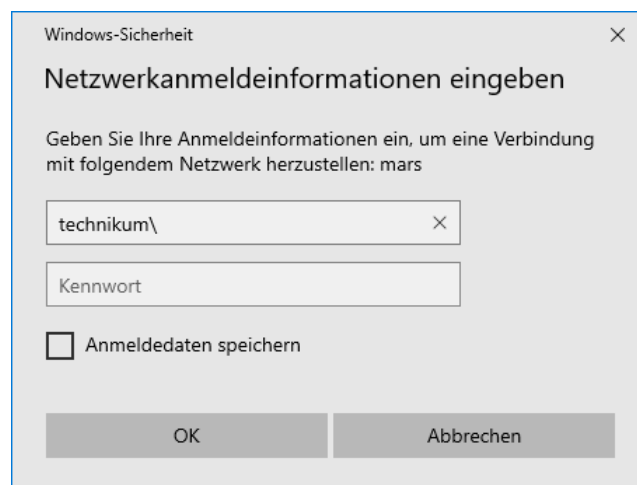 Windows-Sicherheit
Netzwerkanmeldeinformationen eingeben
Geben Sie Ihre Anmeldeinformationen ein, um eine Verbindung
mit folgendem Netzwerk herzustellen: mars
technikum\
Kennwort
Anmeldedaten speichern
OK Abbrechen